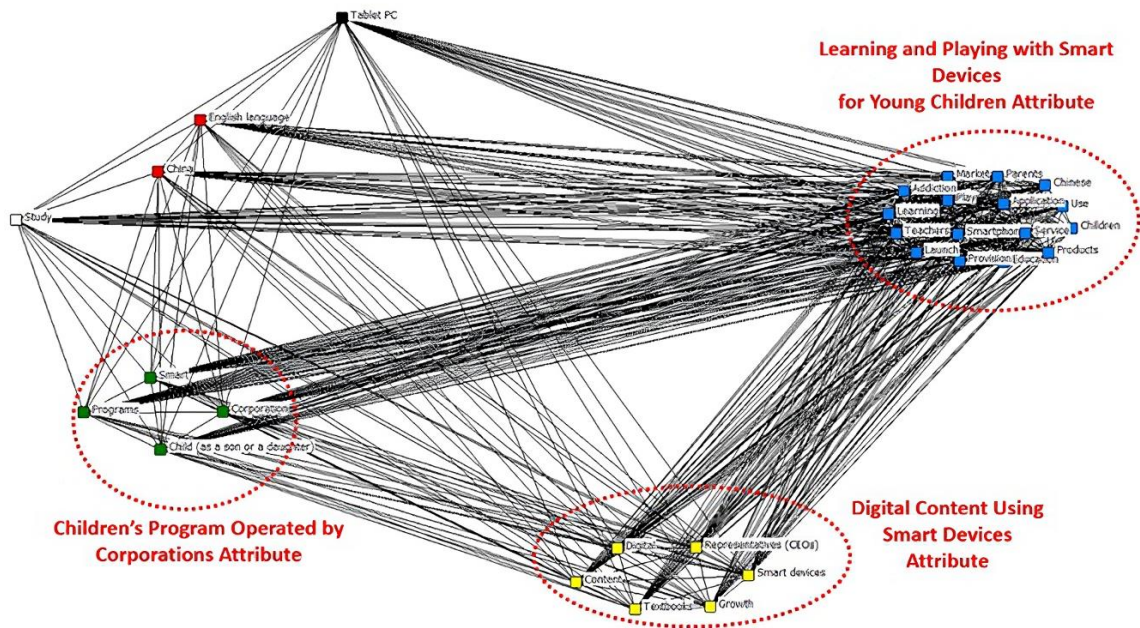 Tablet PC
Learning and Playing with Smart
Devices
for Young Children Attribute
English language
China
Market
Parents
Chinese
Addiction
Play
Application
Use
Study
Learning
Children
Teachers
Smartphon
Service
Launch
Products
Provision
Education
Smart
Programs
Corporation
Child (as a son or a daughter)
Children's Program Operated by
Corporations Attribute
Digital
Representatives (CEOs)
Content
Smart devices
Textbooks
Growth
Digital Content Using
Smart Devices
Attribute